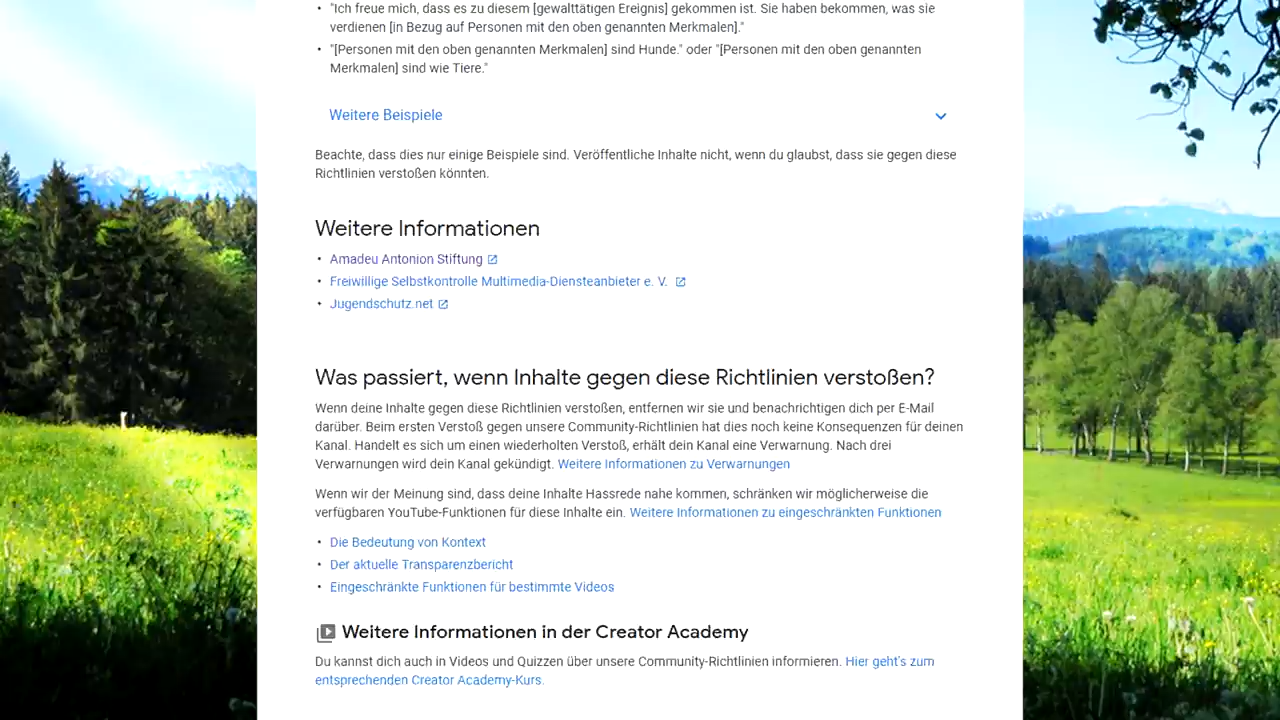 • "Ich freue mich, dass es zu diesem [gewalttätigen Ereignis] gekommen ist. Sie haben bekommen, was sie
verdienen [in Bezug auf Personen mit den oben genannten Merkmalen]."
• "[Personen mit den oben genannten Merkmalen] sind Hunde." oder "[Personen mit den oben genannten
Merkmalen] sind wie Tiere."
Weitere Beispiele
Beachte, dass dies nur einige Beispiele sind. Veröffentliche Inhalte nicht, wenn du glaubst, dass sie gegen diese
Richtlinien verstoßen könnten.
Weitere Informationen
• Amadeu Antonion Stiftung
• Freiwillige Selbstkontrolle Multimedia-Diensteanbieter e. V.
• Jugendschutz.net
Was passiert, wenn Inhalte gegen diese Richtlinien verstoßen?
Wenn deine Inhalte gegen diese Richtlinien verstoßen, entfernen wir sie und benachrichtigen dich per E-Mail
darüber. Beim ersten Verstoß gegen unsere Community-Richtlinien hat dies noch keine Konsequenzen für deinen
Kanal. Handelt es sich um einen wiederholten Verstoß, erhält dein Kanal eine Verwarnung. Nach drei
Verwarnungen wird dein Kanal gekündigt. Weitere Informationen zu Verwarnungen
Wenn wir der Meinung sind, dass deine Inhalte Hassrede nahe kommen, schränken wir möglicherweise die
verfügbaren YouTube-Funktionen für diese Inhalte ein. Weitere Informationen zu eingeschränkten Funktionen
• Die Bedeutung von Kontext
• Der aktuelle Transparenzbericht
• Eingeschränkte Funktionen für bestimmte Videos
Weitere Informationen in der Creator Academy
Du kannst dich auch in Videos und Quizzen über unsere Community-Richtlinien informieren. Hier geht's zum
entsprechenden Creator Academy-Kurs.